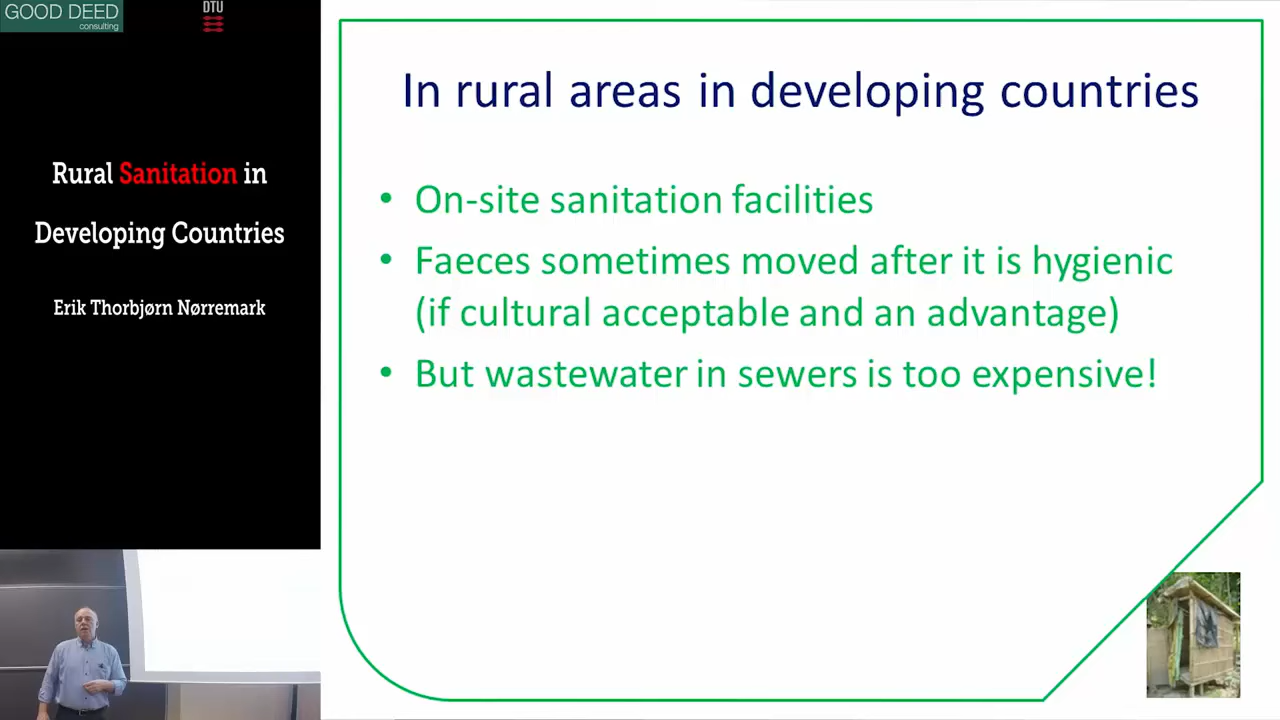 GOOD DEED
consulting
DTU
Rural Sanitation in
Developing Countries
Erik Thorbjørn Nørremark
In rural areas in developing countries
• On-site sanitation facilities
• Faeces sometimes moved after it is hygienic
(if cultural acceptable and an advantage)
• But wastewater in sewers is too expensive!